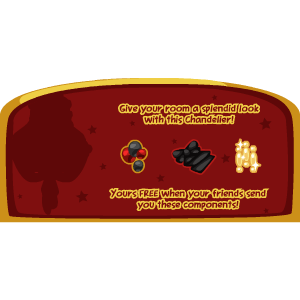 Give your room a splendid look
with this Chandelier!
Yours FREE when your friends send
you these components!